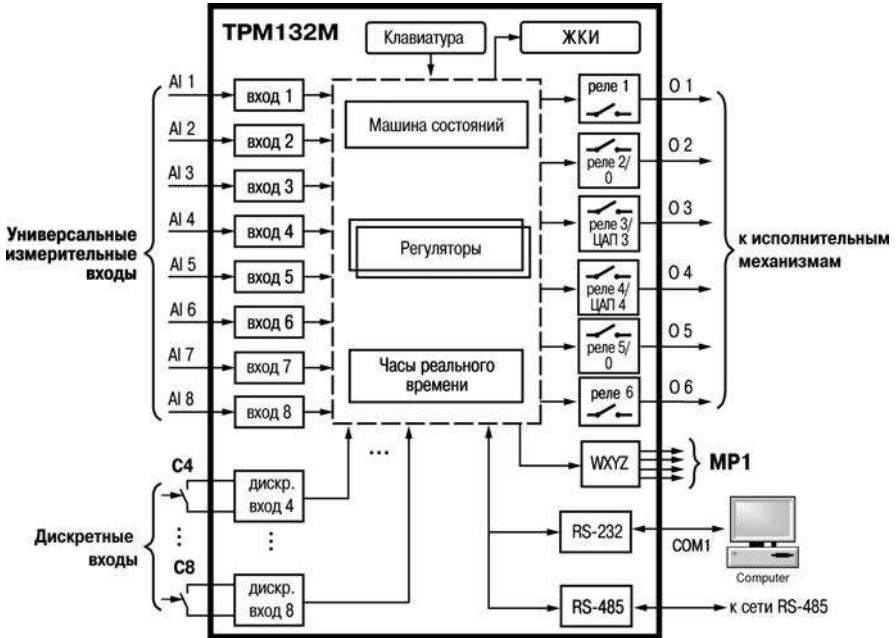 ТРМ132М
Клавиатура
ЖКИ
AI 1
AI 2
AI 3
AI 4
AI 5
AI 6
AI 7
AI 8
Универсальные
измерительные
входы
вход 1
вход 2
вход 3
вход 4
вход 5
вход 6
вход 7
вход 8
Машина состояний
Регуляторы
Часы реального
времени
реле 1
реле 2/
0
реле 3/
ЦАП 3
реле 4/
ЦАП 4
реле 5/
0
реле 6
O 1
O 2
O 3
O 4
O 5
O 6
к исполнительным
механизмам
...
WXYZ
МР1
C4
дискр.
вход 4
Дискретные
входы
C8
дискр.
вход 8
RS-232
COM1
Computer
RS-485
к сети RS-485